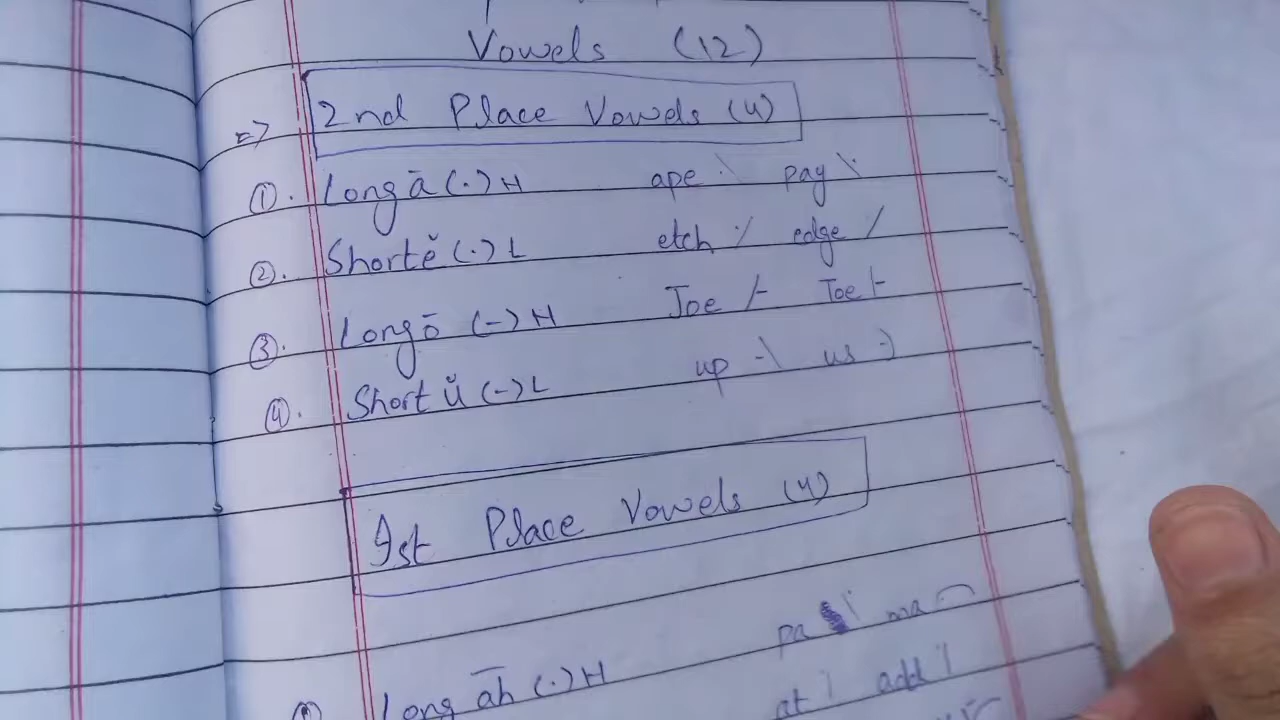 Vowels (12)
=> 2nd Place Vowels (4)
①. Long ā (·) H ape pay
②. Short ĕ (·) L etch edge
③. Long ō (-) H Joe Toe
④. Short ŭ (-) L up us
1st Place Vowels (4)
pa ma
Long āh (·) H
at add